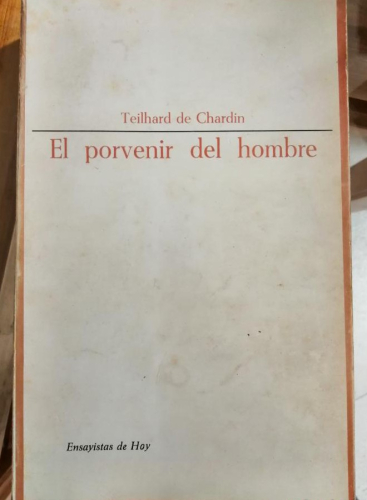 Teilhard de Chardin
El porvenir del hombre
Ensayistas de Hoy